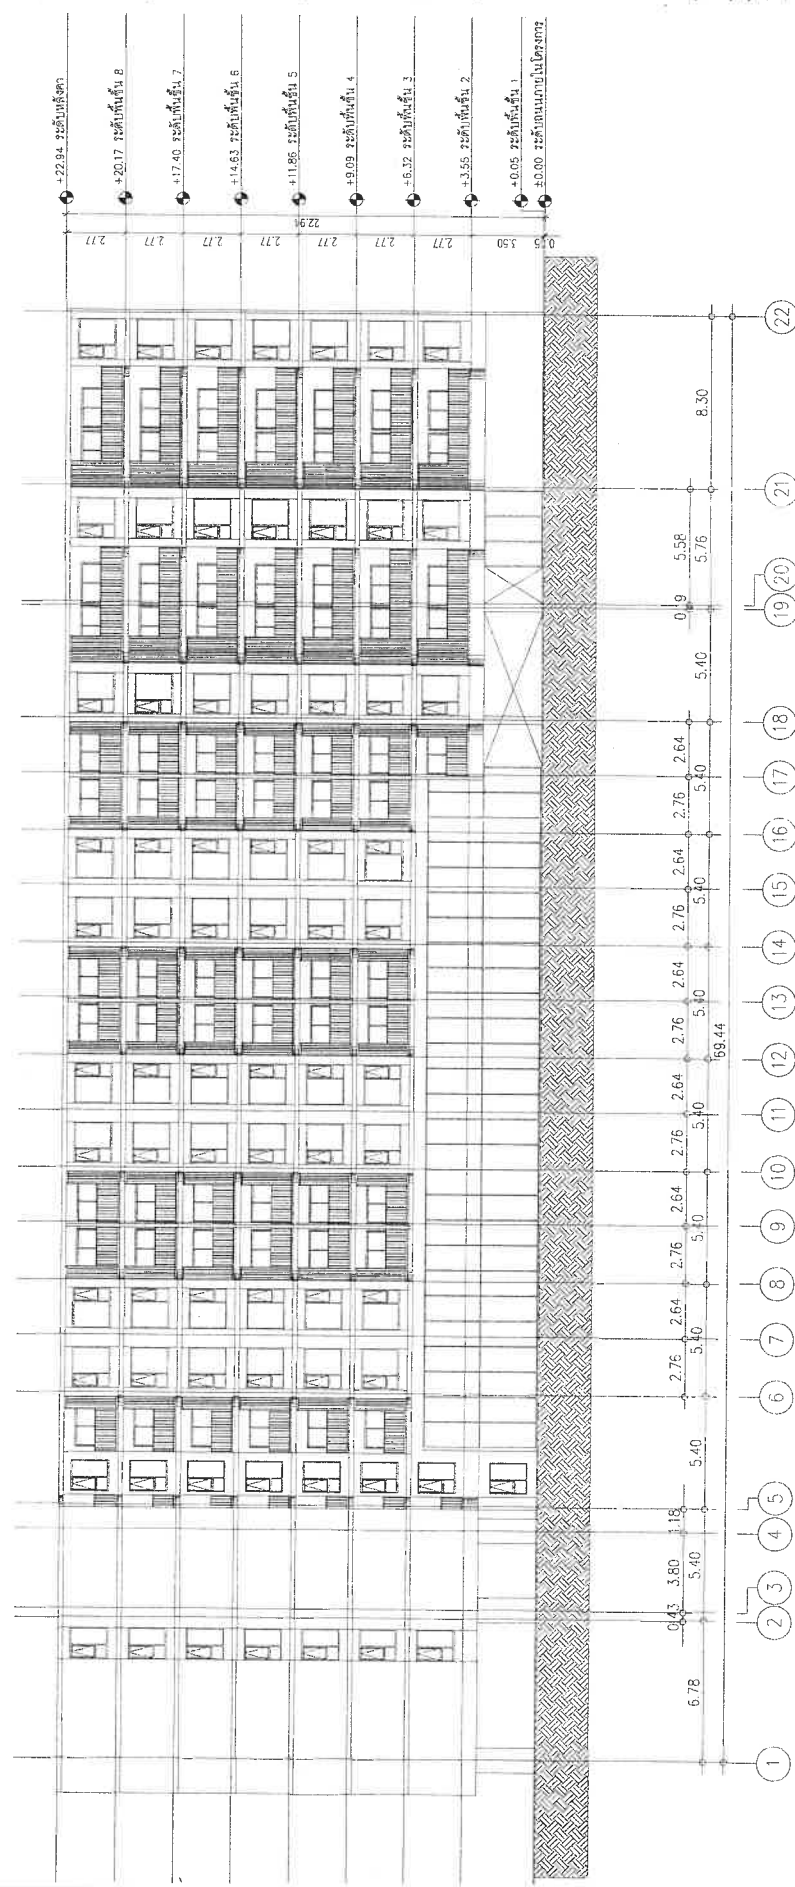 +22.94 ระดับหลังคา
+20.17 ระดับพื้นชั้น 8
+17.40 ระดับพื้นชั้น 7
+14.63 ระดับพื้นชั้น 6
+11.86 ระดับพื้นชั้น 5
+9.09 ระดับพื้นชั้น 4
+6.32 ระดับพื้นชั้น 3
+3.55 ระดับพื้นชั้น 2
+0.05 ระดับพื้นชั้น 1
±0.00 ระดับถนนภายในโครงการ
22.94
2.77 2.77 2.77 2.77 2.77 2.77 2.77 3.50
0.43 3.80 1.18 2.76 2.64 2.76 2.64 2.76 2.64 2.76 2.64 2.76 2.64 2.76 2.64 5.58
6.78 5.40 5.40 5.40 5.40 5.40 5.40 5.40 5.40 5.40 5.76 8.30
69.44
1 2 3 4 5 6 7 8 9 10 11 12 13 14 15 16 17 18 19 20 21 22